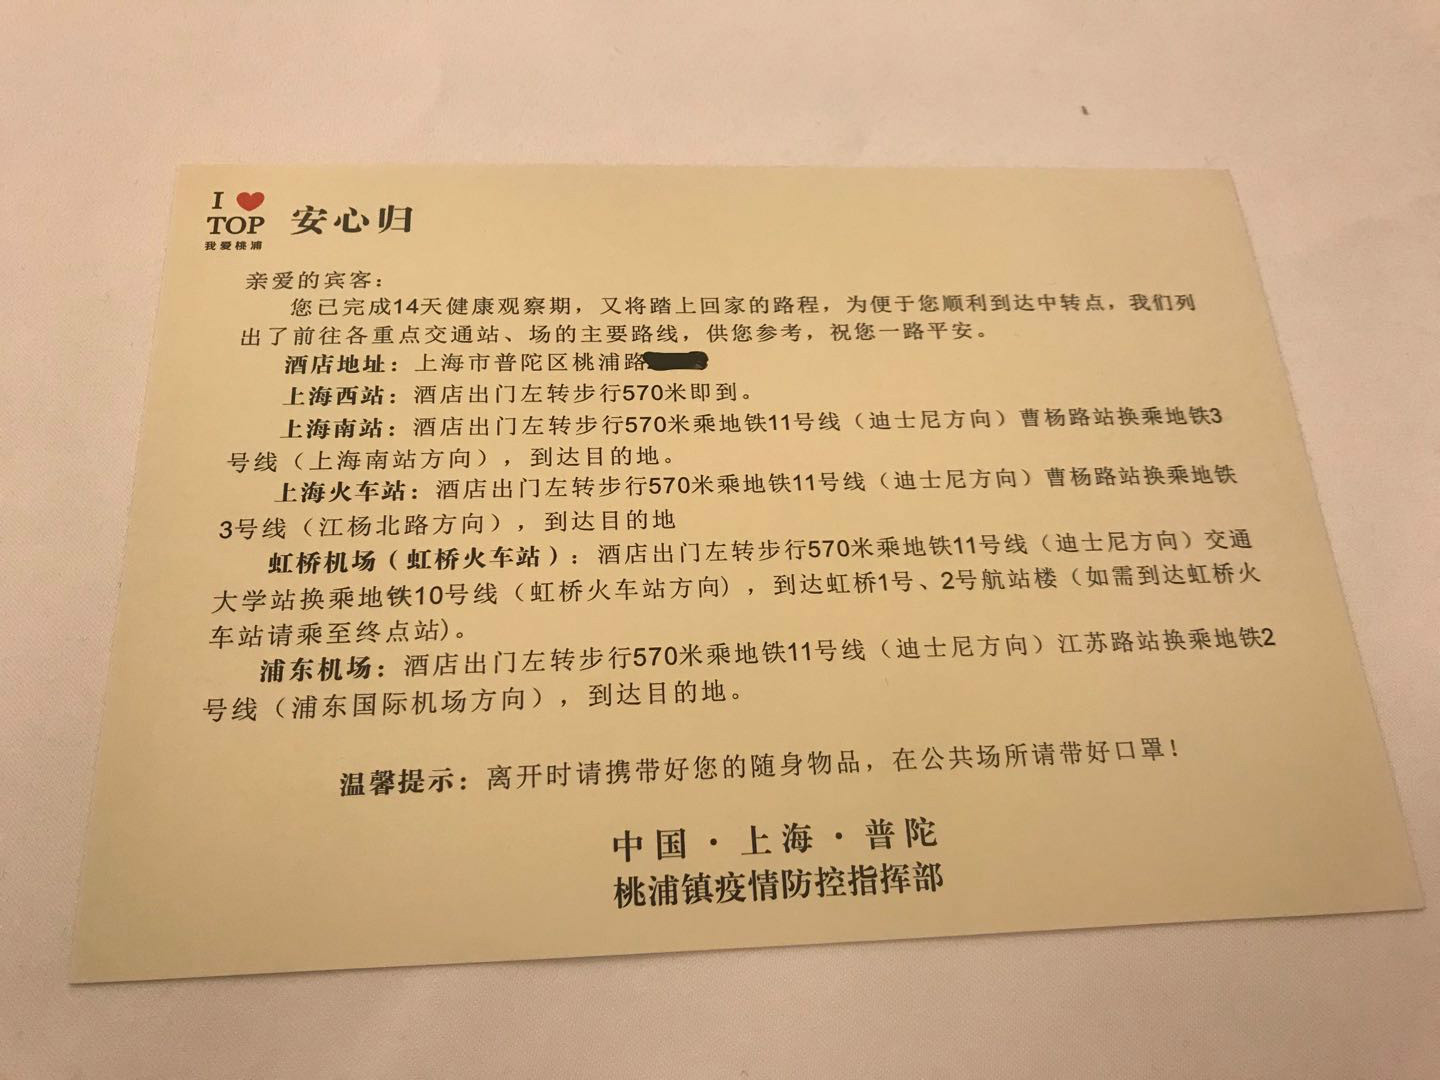 I ❤
TOP
我爱桃浦
安心归
亲爱的宾客：
您已完成14天健康观察期，又将踏上回家的路程，为便于您顺利到达中转点，我们列
出了前往各重点交通站、场的主要路线，供您参考，祝您一路平安。
酒店地址：上海市普陀区桃浦路
上海西站：酒店出门左转步行570米即到。
上海南站：酒店出门左转步行570米乘地铁11号线（迪士尼方向）曹杨路站换乘地铁3
号线（上海南站方向），到达目的地。
上海火车站：酒店出门左转步行570米乘地铁11号线（迪士尼方向）曹杨路站换乘地铁
3号线（江杨北路方向），到达目的地
虹桥机场（虹桥火车站）：酒店出门左转步行570米乘地铁11号线（迪士尼方向）交通
大学站换乘地铁10号线（虹桥火车站方向)，到达虹桥1号、2号航站楼（如需到达虹桥火
车站请乘至终点站)。
浦东机场：酒店出门左转步行570米乘地铁11号线（迪士尼方向）江苏路站换乘地铁2
号线（浦东国际机场方向），到达目的地。
温馨提示：离开时请携带好您的随身物品，在公共场所请带好口罩！
中国·上海·普陀
桃浦镇疫情防控指挥部